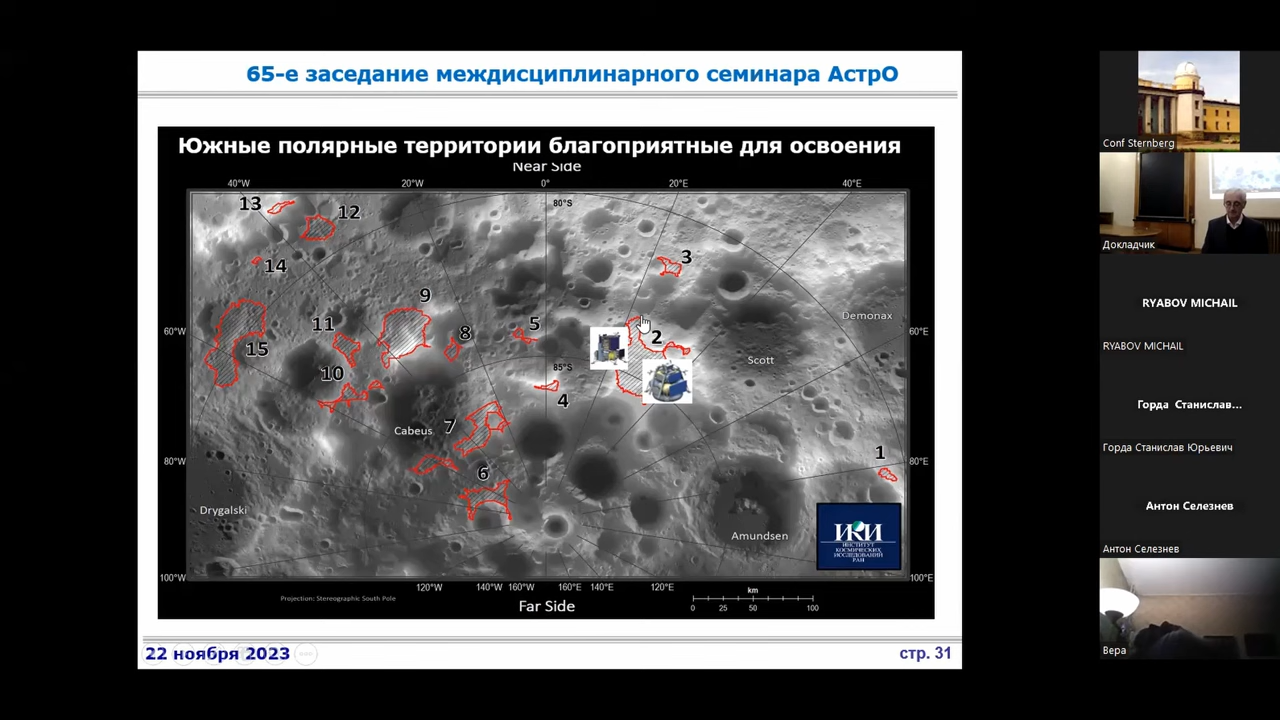 65-е заседание междисциплинарного семинара АстрО
Южные полярные территории благоприятные для освоения
Near Side
40°W 20°W 0° 20°E 40°E
80°S
13
12
14
3
9
Demonax
60°W 11 8 5 2 60°E
15
Scott
10 85°S
4
Cabeus 7
1
80°W 6 80°E
Drygalski
Amundsen
ИКИ
ИНСТИТУТ
КОСМИЧЕСКИХ
ИССЛЕДОВАНИЙ
РАН
100°W 100°E
120°W 140°W 160°W 160°E 140°E 120°E
km
0 25 50 100
Projection: Stereographic South Pole
Far Side
22 ноября 2023
стр. 31
Conf Sternberg
Докладчик
RYABOV MICHAIL
RYABOV MICHAIL
Горда Станислав...
Горда Станислав Юрьевич
Антон Селезнев
Антон Селезнев
Вера